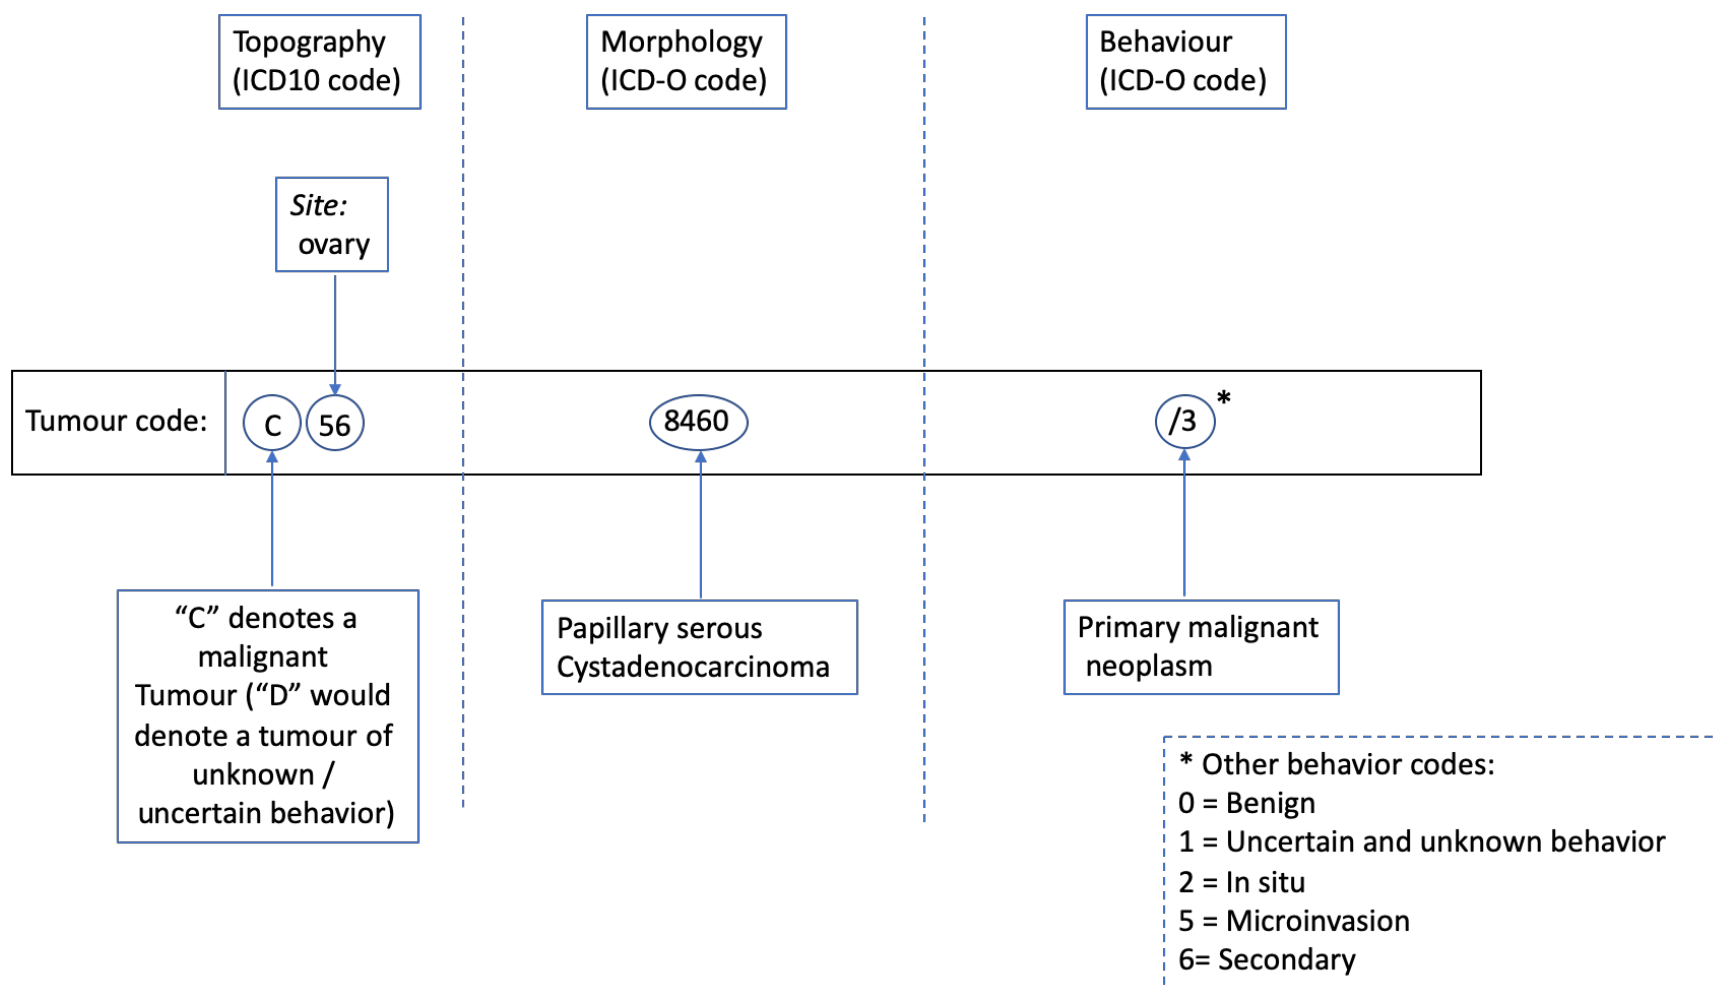 Topography
(ICD10 code)
Morphology
(ICD-O code)
Behaviour
(ICD-O code)
Site:
ovary
Tumour code:
C
56
8460
/3
*
“C” denotes a
malignant
Tumour (“D” would
denote a tumour of
unknown /
uncertain behavior)
Papillary serous
Cystadenocarcinoma
Primary malignant
neoplasm
* Other behavior codes:
0 = Benign
1 = Uncertain and unknown behavior
2 = In situ
5 = Microinvasion
6= Secondary